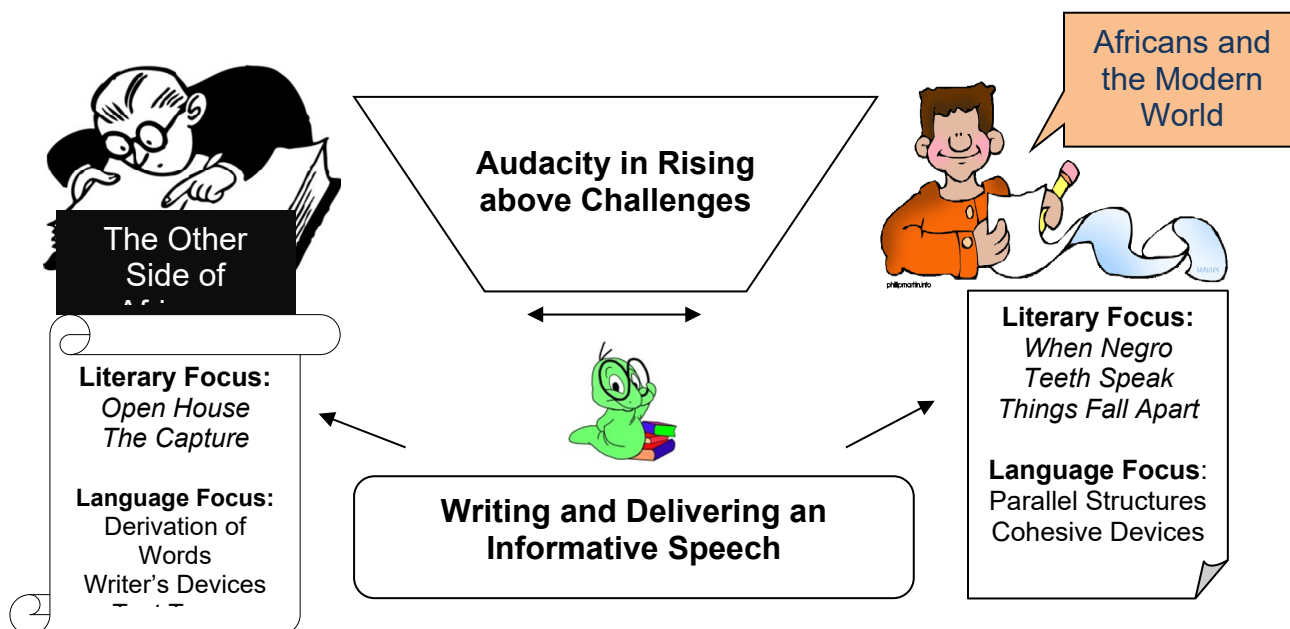 The Other
Side of
Literary Focus:
Open House
The Capture
Language Focus:
Derivation of
Words
Writer's Devices
Audacity in Rising
above Challenges
Writing and Delivering an
Informative Speech
Africans and
the Modern
World
phillipmartin.info
Literary Focus:
When Negro
Teeth Speak
Things Fall Apart
Language Focus:
Parallel Structures
Cohesive Devices